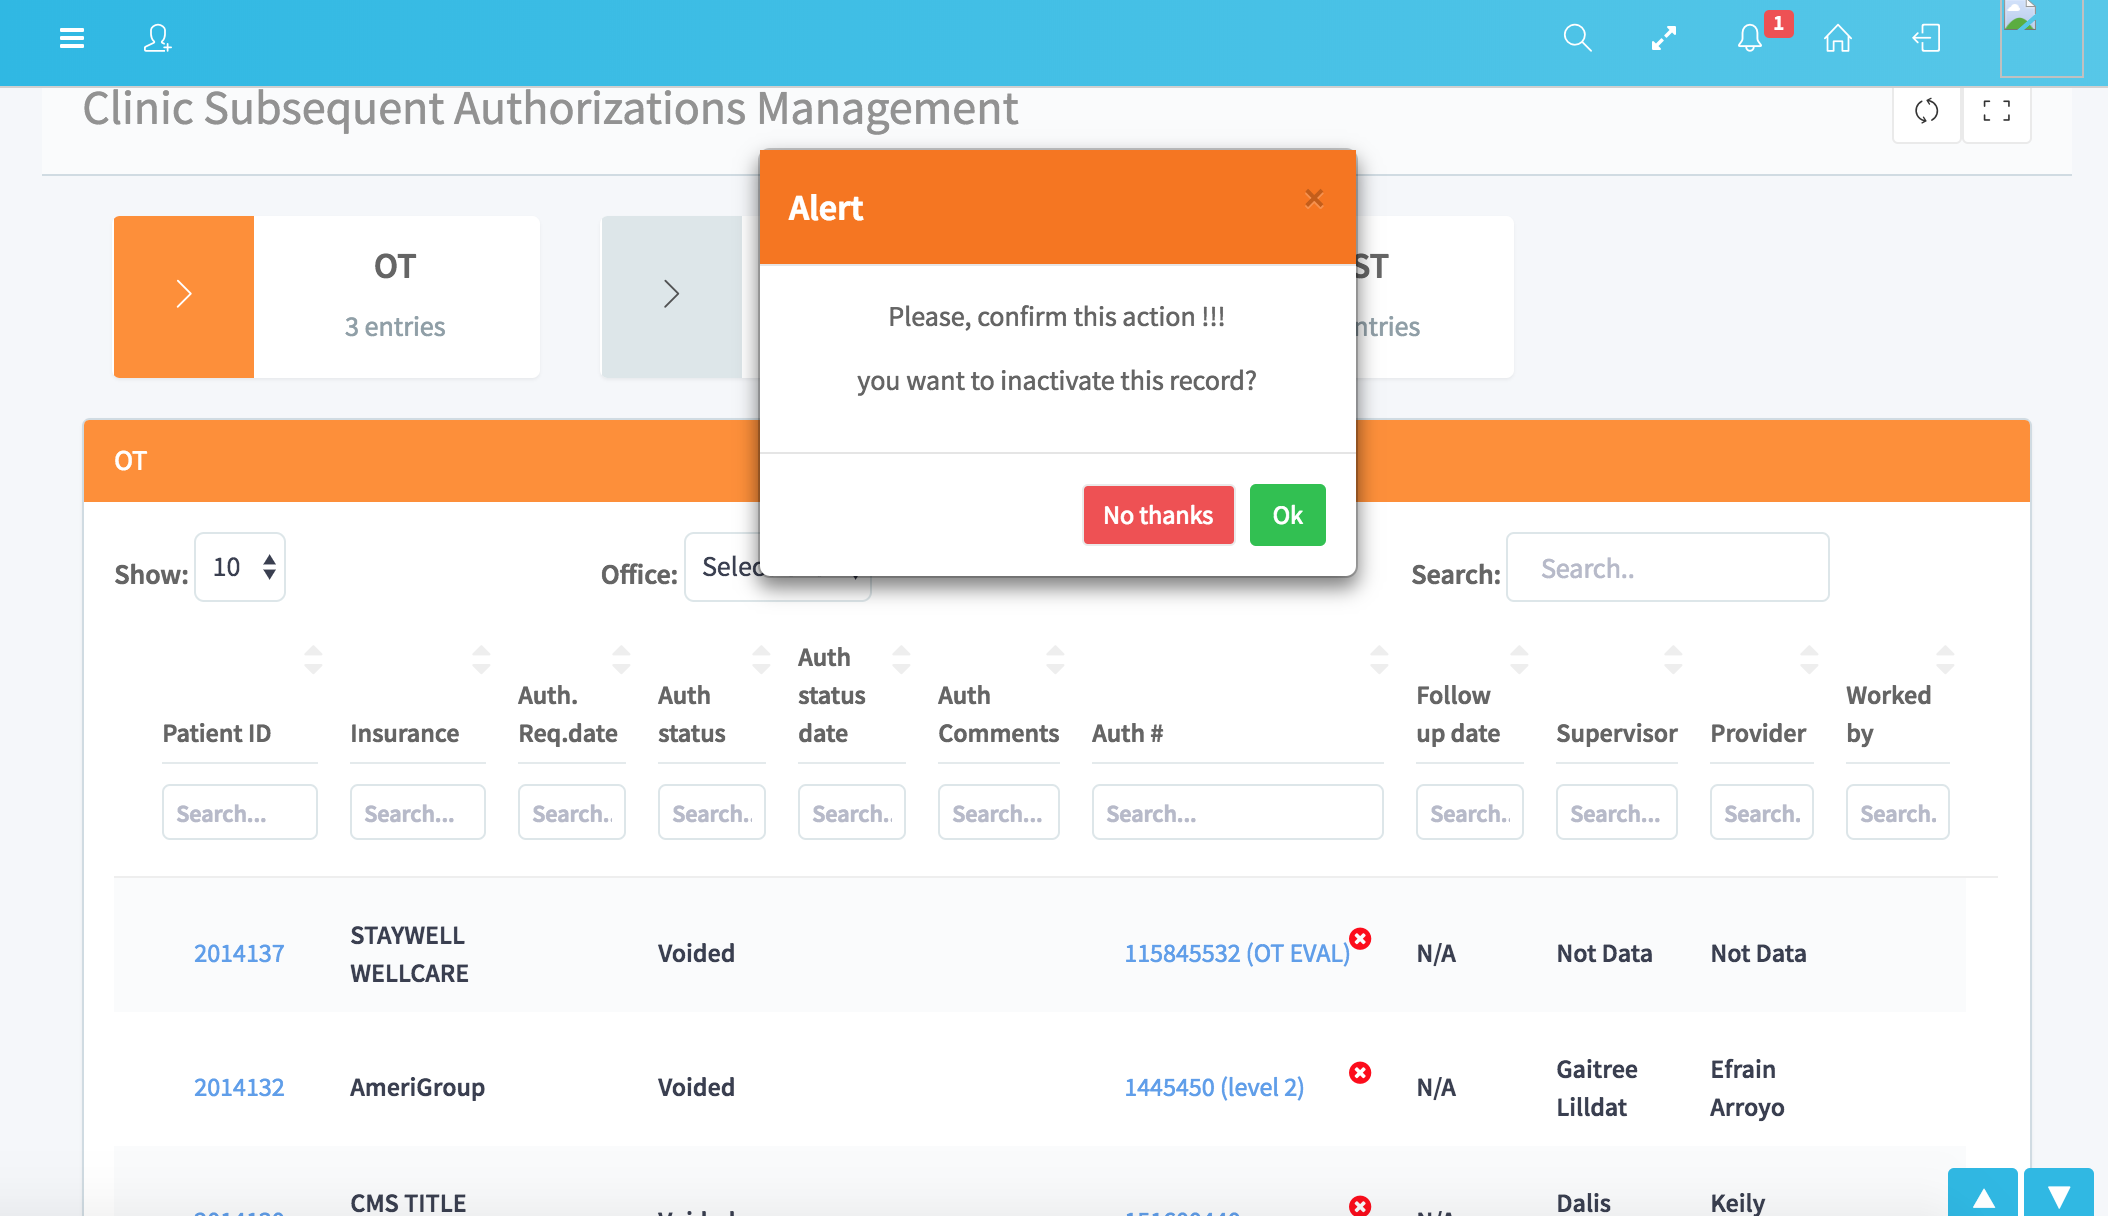 1
Clinic Subsequent Authorizations Management
Alert
×
Please, confirm this action !!!
you want to inactivate this record?
No thanks
Ok
OT
3 entries
ST
ntries
OT
Show:
10
Office:
Selec
Search:
Search..
Patient ID
Insurance
Auth.
Req.date
Auth
status
Auth
status
date
Auth
Comments
Auth #
Follow
up date
Supervisor
Provider
Worked
by
Search...
Search...
Search..
Search..
Search..
Search...
Search...
Search..
Search...
Search.
Search.
2014137
STAYWELL
WELLCARE
Voided
115845532 (OT EVAL)
N/A
Not Data
Not Data
2014132
AmeriGroup
Voided
1445450 (level 2)
N/A
Gaitree
Lilldat
Efrain
Arroyo
CMS TITLE
Voided
N/A
Dalis
Keily